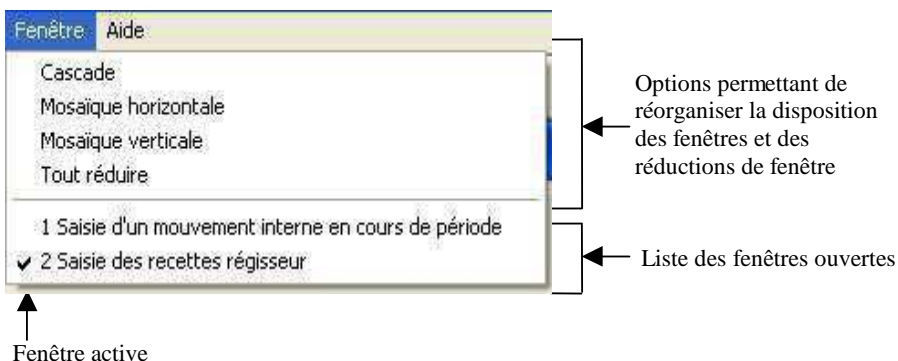 Fenêtre Aide
Cascade
Mosaïque horizontale
Mosaïque verticale
Tout réduire
1 Saisie d'un mouvement interne en cours de période
2 Saisie des recettes régisseur
Options permettant de
réorganiser la disposition
des fenêtres et des
réductions de fenêtre
Liste des fenêtres ouvertes
Fenêtre active